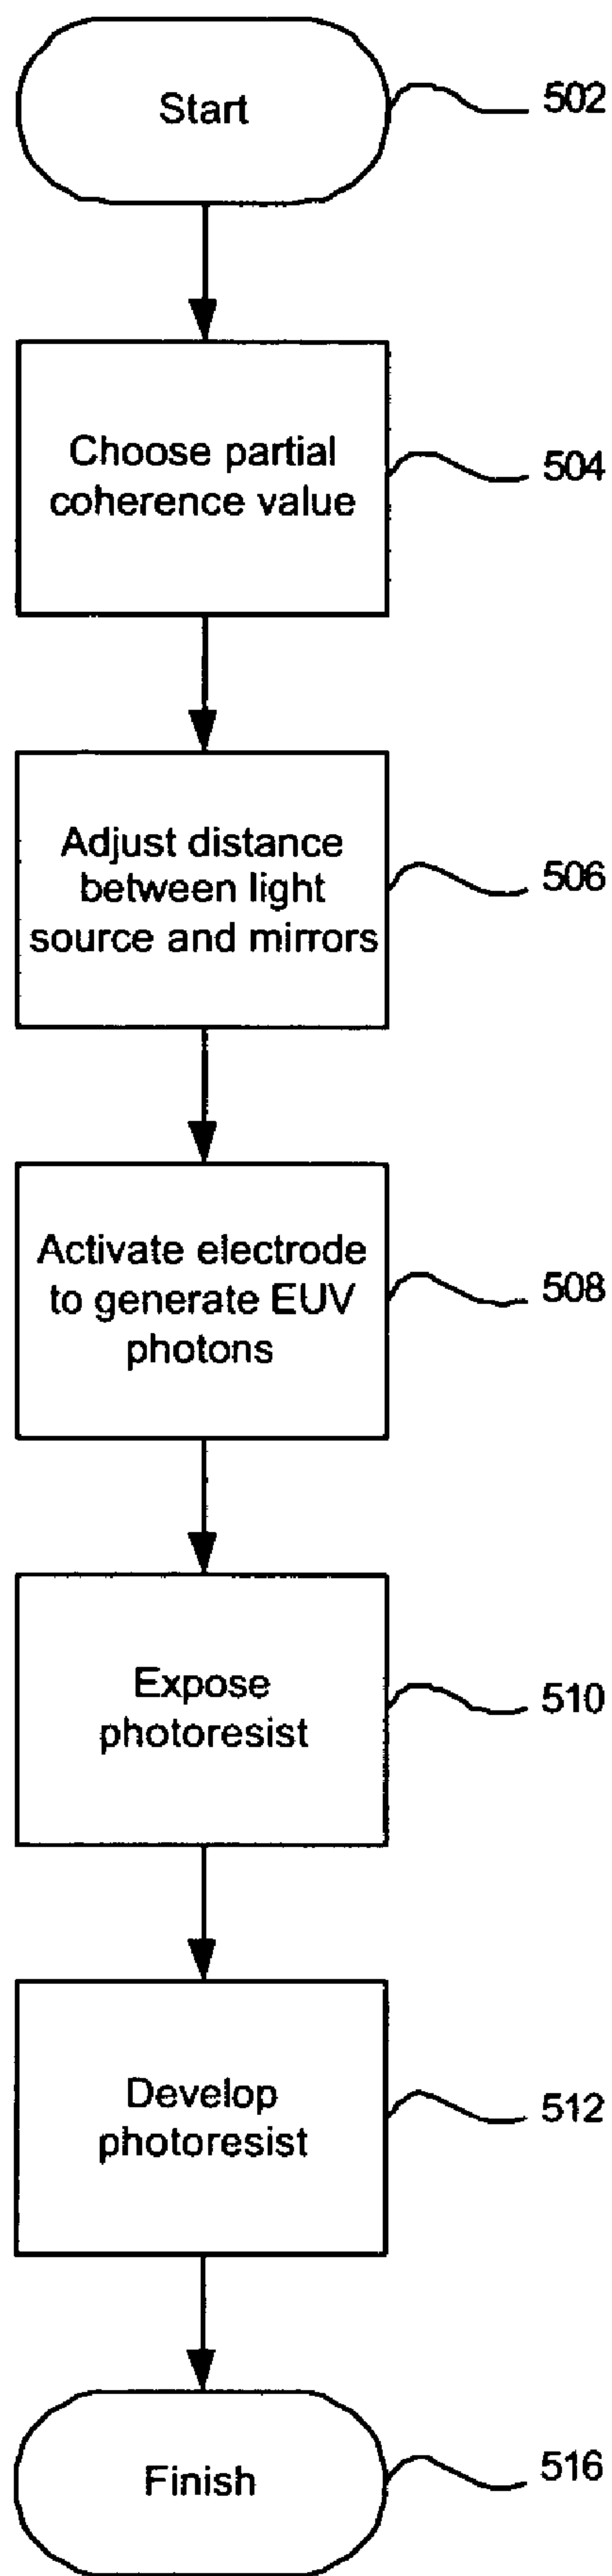 Start
502
Choose partial
coherence value
504
Adjust distance
between light
source and mirrors
506
Activate electrode
to generate EUV
photons
508
Expose
photoresist
510
Develop
photoresist
512
Finish
516